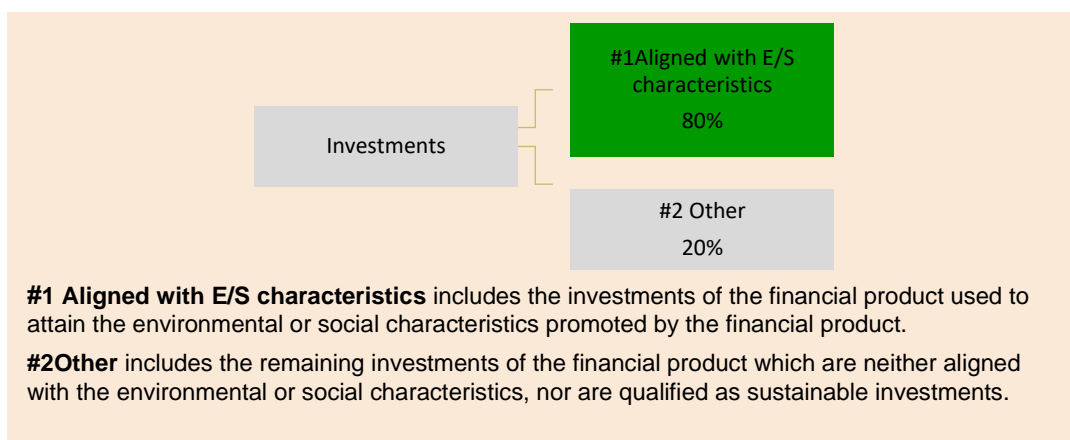 #1Aligned with E/S
characteristics
80%
Investments
#2 Other
20%
#1 Aligned with E/S characteristics includes the investments of the financial product used to
attain the environmental or social characteristics promoted by the financial product.
#2Other includes the remaining investments of the financial product which are neither aligned
with the environmental or social characteristics, nor are qualified as sustainable investments.